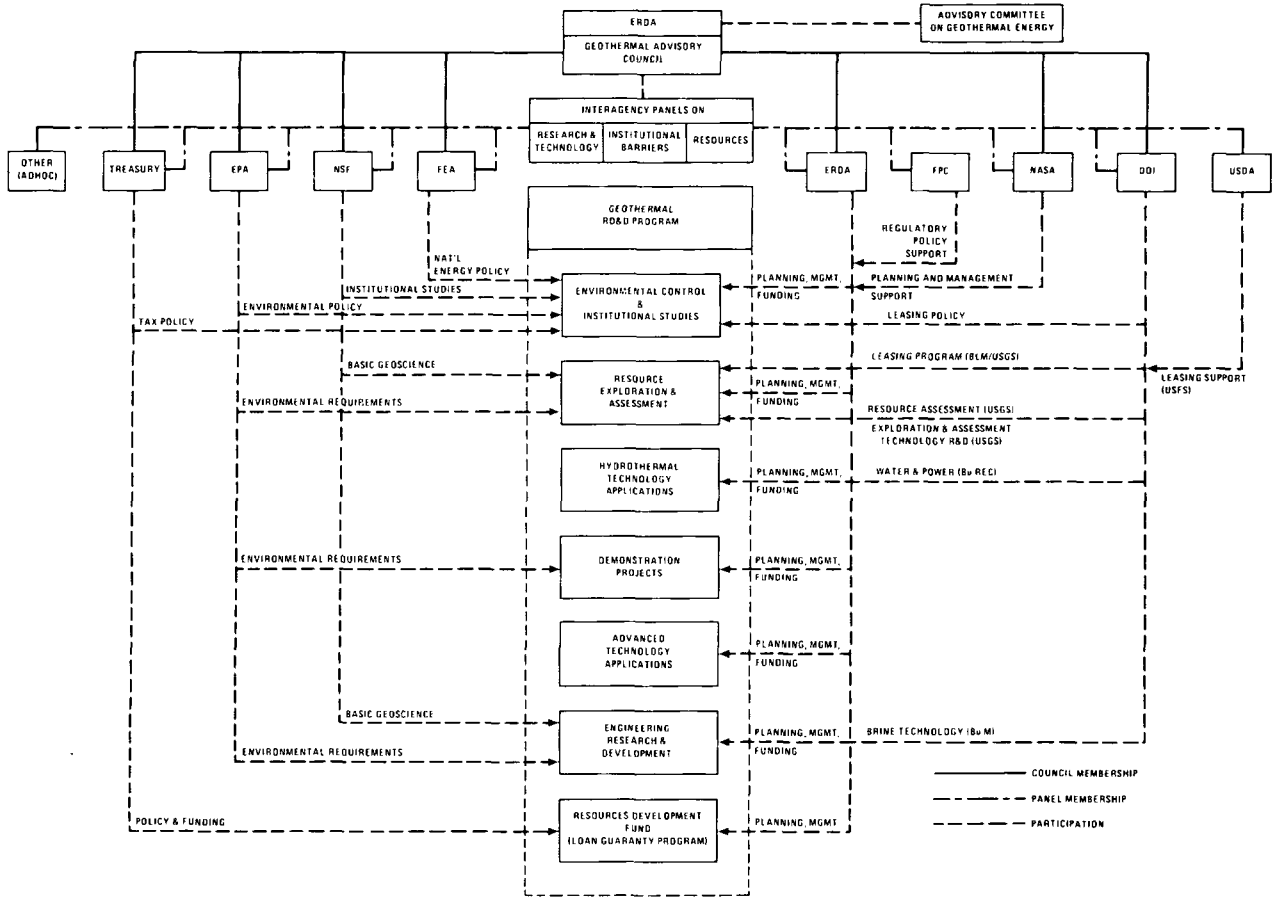 ERDA
ADVISORY COMMITTEE
ON GEOTHERMAL ENERGY
GEOTHERMAL ADVISORY
COUNCIL
INTERAGENCY PANELS ON
RESEARCH &
TECHNOLOGY
INSTITUTIONAL
BARRIERS
RESOURCES
OTHER
(ADHOC)
TREASURY
EPA
NSF
FEA
ERDA
FPC
NASA
DOI
USDA
GEOTHERMAL
RD&D PROGRAM
REGULATORY
POLICY
SUPPORT
NAT'L
ENERGY POLICY
INSTITUTIONAL STUDIES
ENVIRONMENTAL POLICY
TAX POLICY
ENVIRONMENTAL CONTROL
&
INSTITUTIONAL STUDIES
PLANNING, MGMT,
FUNDING
PLANNING AND MANAGEMENT
SUPPORT
LEASING POLICY
BASIC GEOSCIENCE
ENVIRONMENTAL REQUIREMENTS
RESOURCE
EXPLORATION &
ASSESSMENT
LEASING PROGRAM (BLM/USGS)
PLANNING, MGMT,
FUNDING
LEASING SUPPORT
(USFS)
RESOURCE ASSESSMENT (USGS)
EXPLORATION & ASSESSMENT
TECHNOLOGY R&D (USGS)
HYDROTHERMAL
TECHNOLOGY
APPLICATIONS
PLANNING, MGMT,
FUNDING
WATER & POWER (Bu REC)
ENVIRONMENTAL REQUIREMENTS
DEMONSTRATION
PROJECTS
PLANNING, MGMT,
FUNDING
ADVANCED
TECHNOLOGY
APPLICATIONS
PLANNING, MGMT,
FUNDING
BASIC GEOSCIENCE
ENVIRONMENTAL REQUIREMENTS
ENGINEERING
RESEARCH &
DEVELOPMENT
PLANNING, MGMT,
FUNDING
BRINE TECHNOLOGY (Bu M)
POLICY & FUNDING
RESOURCES DEVELOPMENT
FUND
(LOAN GUARANTY PROGRAM)
PLANNING, MGMT
COUNCIL MEMBERSHIP
PANEL MEMBERSHIP
PARTICIPATION